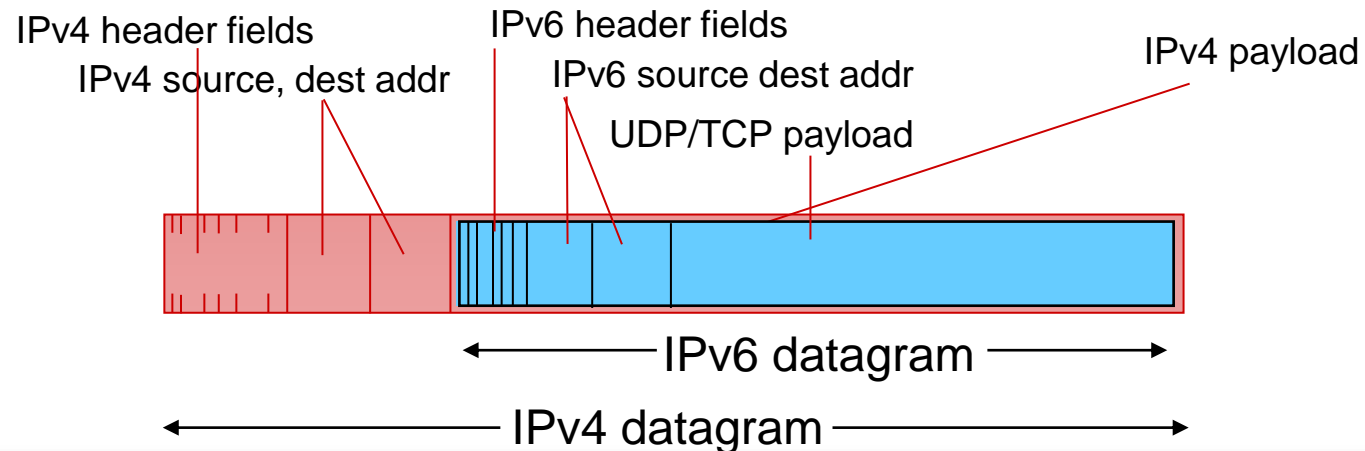 IPv4 header fields
IPv6 header fields
IPv4 payload
IPv4 source, dest addr
IPv6 source dest addr
UDP/TCP payload
IPv6 datagram
IPv4 datagram